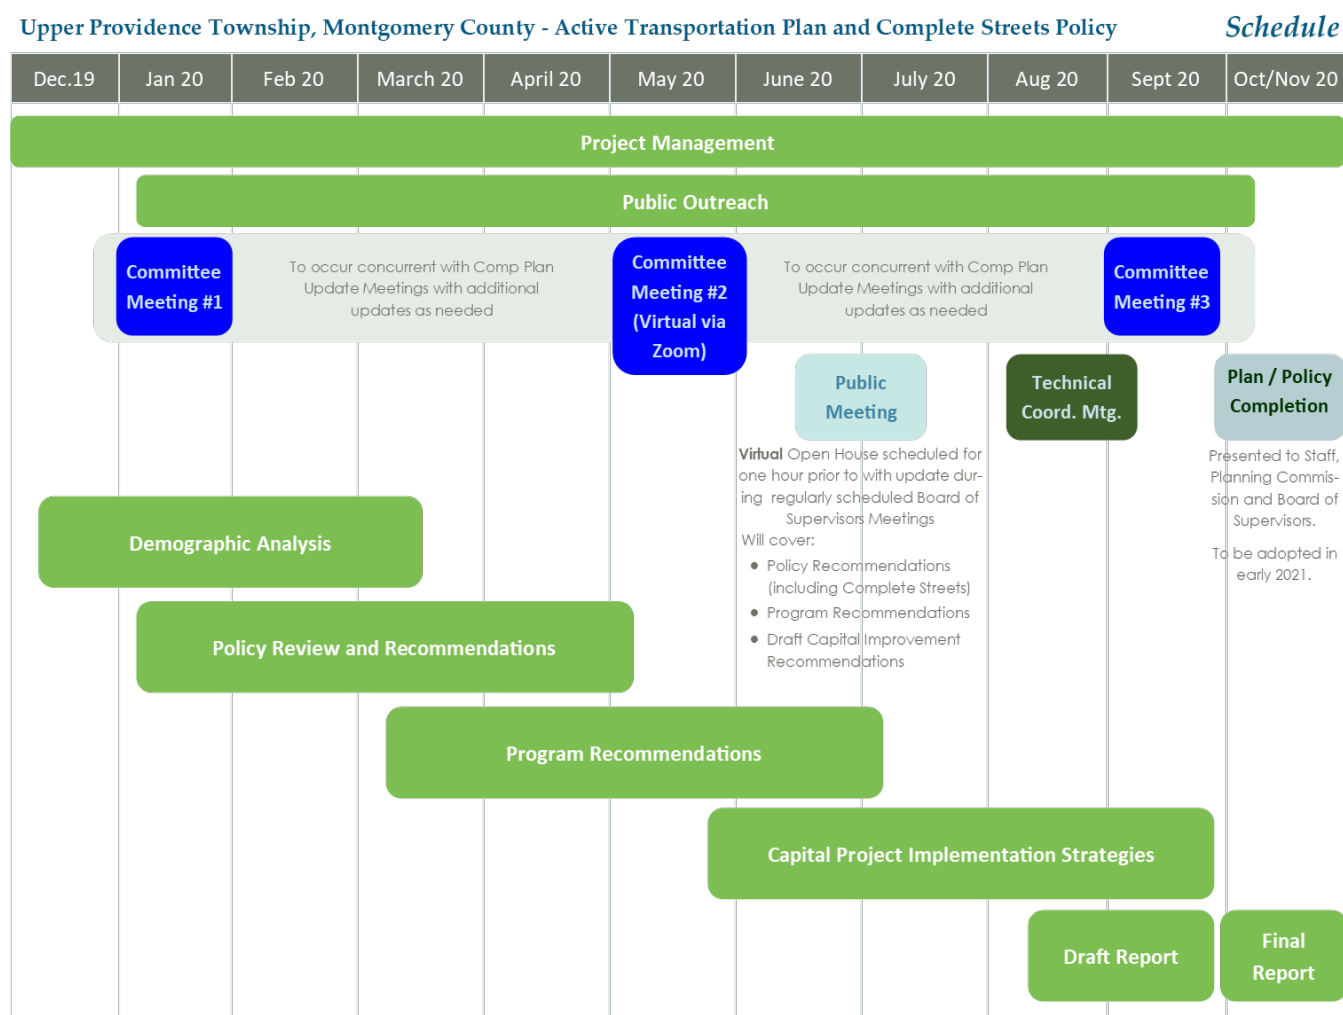 Upper Providence Township, Montgomery County - Active Transportation Plan and Complete Streets Policy
Schedule
Dec.19
Jan 20
Feb 20
March 20
April 20
May 20
June 20
July 20
Aug 20
Sept 20
Oct/Nov 20
Project Management
Public Outreach
Committee
Meeting #1
To occur concurrent with Comp Plan
Update Meetings with additional
updates as needed
Committee
Meeting #2
(Virtual via
Zoom)
To occur concurrent with Comp Plan
Update Meetings with additional
updates as needed
Committee
Meeting #3
Public
Meeting
Technical
Coord. Mtg.
Plan / Policy
Completion
Virtual Open House scheduled for
one hour prior to with update dur-
ing regularly scheduled Board of
Supervisors Meetings
Will cover:
• Policy Recommendations
(including Complete Streets)
• Program Recommendations
• Draft Capital Improvement
Recommendations
Presented to Staff,
Planning Commis-
sion and Board of
Supervisors.
To be adopted in
early 2021.
Demographic Analysis
Policy Review and Recommendations
Program Recommendations
Capital Project Implementation Strategies
Draft Report
Final
Report